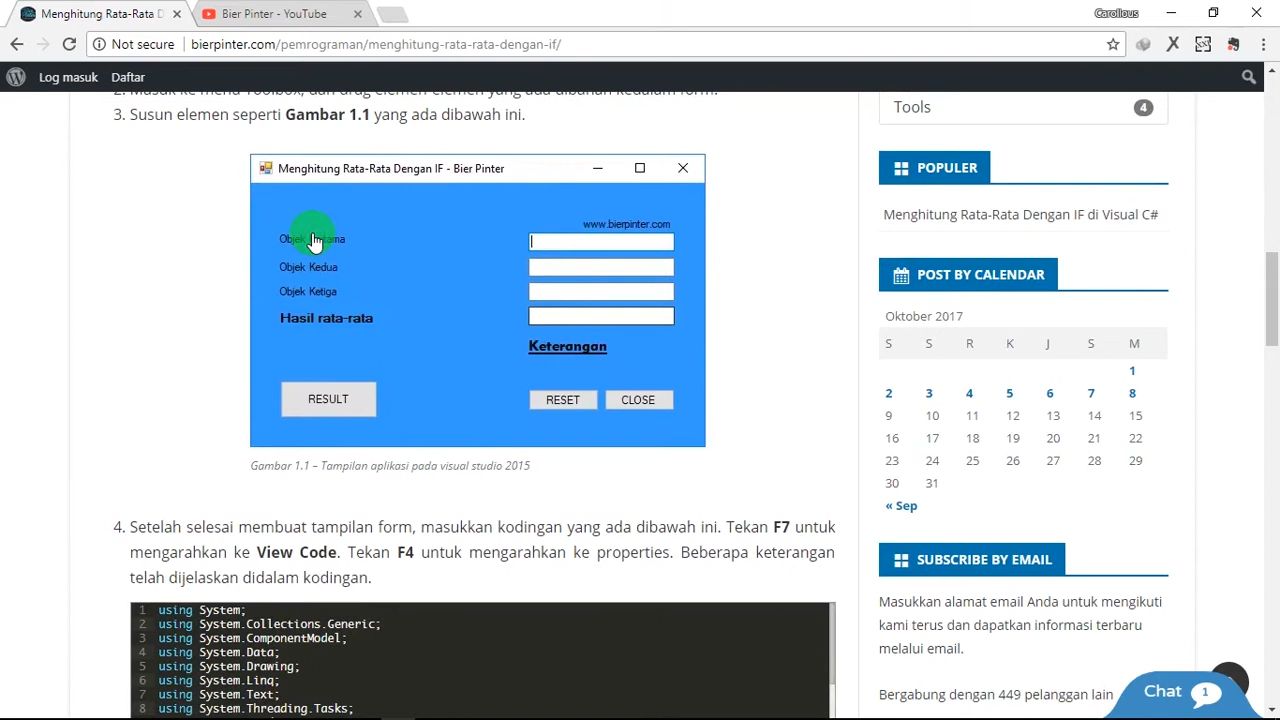 Menghitung Rata-Rata D
Bier Pinter - YouTube
Carollous
Not secure
bierpinter.com/pemrograman/menghitung-rata-rata-dengan-if/
Log masuk
Daftar
3. Susun elemen seperti Gambar 1.1 yang ada dibawah ini.
Menghitung Rata-Rata Dengan IF - Bier Pinter
www.bierpinter.com
Objek
Objek Kedua
Objek Ketiga
Hasil rata-rata
Keterangan
RESULT
RESET
CLOSE
Gambar 1.1 – Tampilan aplikasi pada visual studio 2015
4. Setelah selesai membuat tampilan form, masukkan kodingan yang ada dibawah ini. Tekan F7 untuk
mengarahkan ke View Code. Tekan F4 untuk mengarahkan ke properties. Beberapa keterangan
telah dijelaskan didalam kodingan.
1 using System;
2 using System.Collections.Generic;
3 using System.ComponentModel;
4 using System.Data;
5 using System.Drawing;
6 using System.Linq;
7 using System.Text;
8 using System.Threading.Tasks;
Tools
4
POPULER
Menghitung Rata-Rata Dengan IF di Visual C#
POST BY CALENDAR
Oktober 2017
S S R K J S M
1
2 3 4 5 6 7 8
9 10 11 12 13 14 15
16 17 18 19 20 21 22
23 24 25 26 27 28 29
30 31
« Sep
SUBSCRIBE BY EMAIL
Masukkan alamat email Anda untuk mengikuti
kami terus dan dapatkan informasi terbaru
melalui email.
Bergabung dengan 449 pelanggan lain
Chat 1